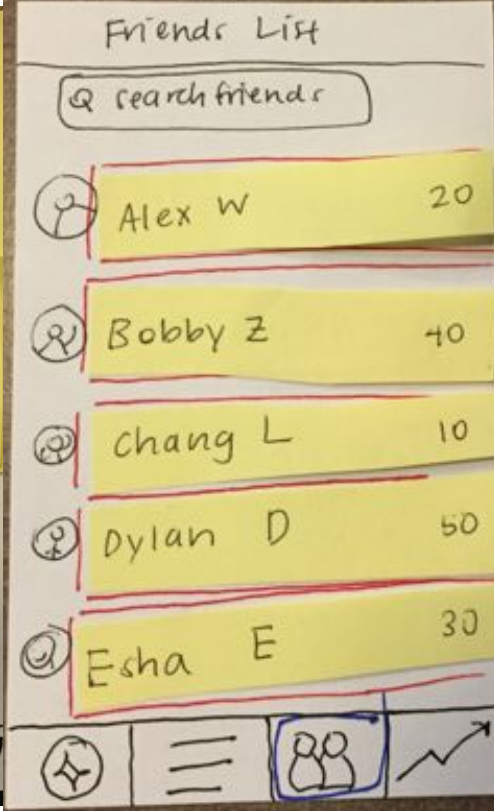 Friends List
search friends
Alex W 20
Bobby Z 40
Chang L 10
Dylan D 50
Esha E 30